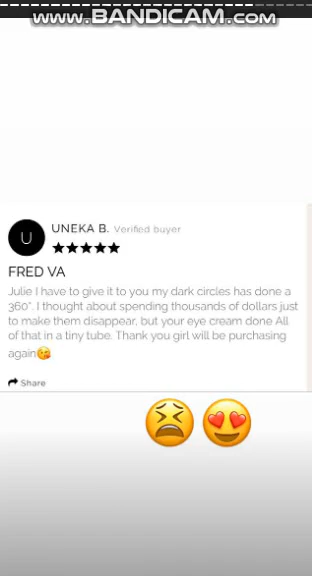 www.BANDICAM.com
U
UNEKA B. Verified buyer
★★★★★
FRED VA
Julie I have to give it to you my dark circles has done a
360°. I thought about spending thousands of dollars just
to make them disappear, but your eye cream done All
of that in a tiny tube. Thank you girl will be purchasing
again😘
Share